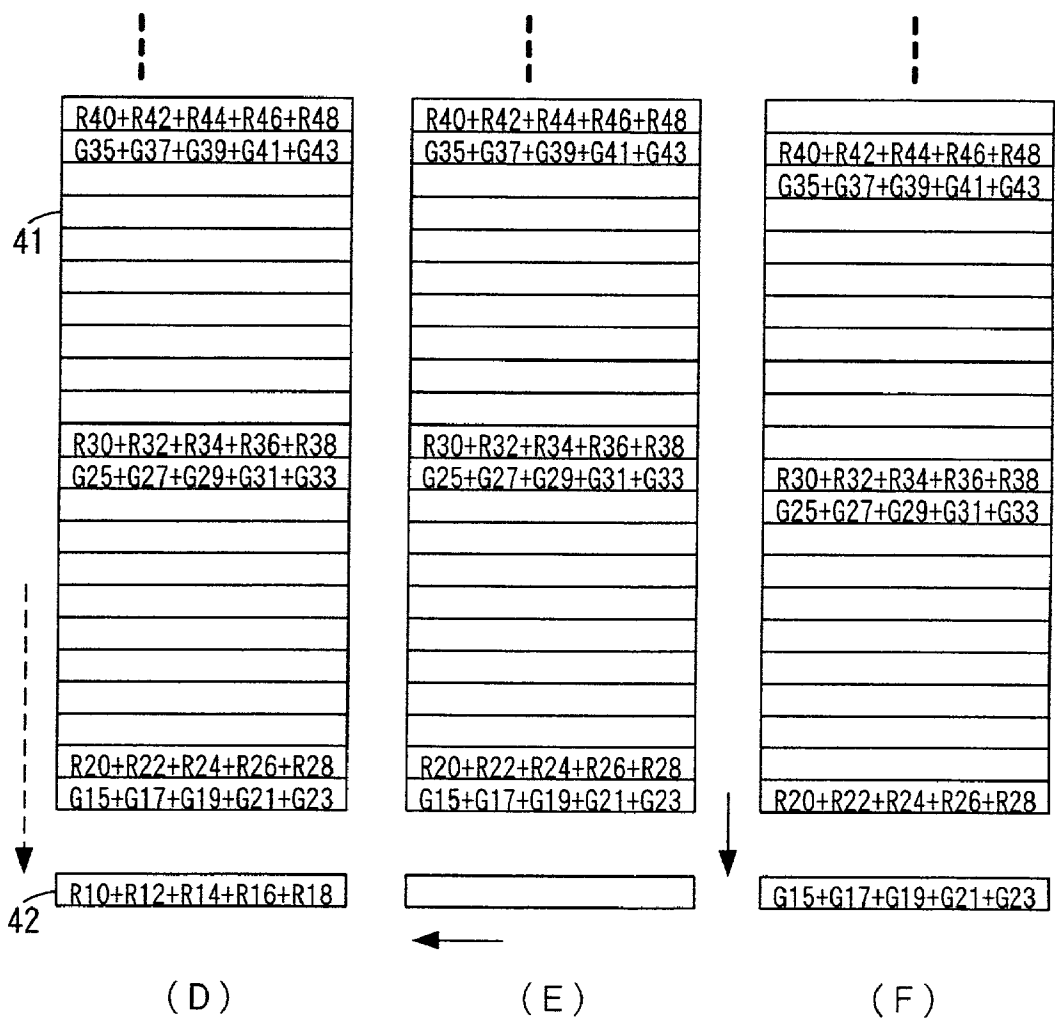 R40+R42+R44+R46+R48
G35+G37+G39+G41+G43
41
R30+R32+R34+R36+R38
G25+G27+G29+G31+G33
R20+R22+R24+R26+R28
G15+G17+G19+G21+G23
R10+R12+R14+R16+R18
42
(D)
R40+R42+R44+R46+R48
G35+G37+G39+G41+G43
R30+R32+R34+R36+R38
G25+G27+G29+G31+G33
R20+R22+R24+R26+R28
G15+G17+G19+G21+G23
(E)
R40+R42+R44+R46+R48
G35+G37+G39+G41+G43
R30+R32+R34+R36+R38
G25+G27+G29+G31+G33
R20+R22+R24+R26+R28
G15+G17+G19+G21+G23
(F)